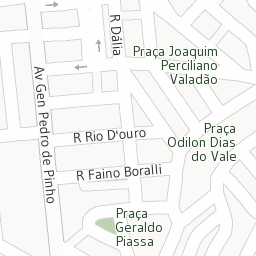 R Dália
Praça Joaquim
Perciliano
Valadão
Av Gen Pedro de Pinho
R Rio D'ouro
Praça
Odilon Dias
do Vale
R Faino Boralli
Praça
Geraldo
Piassa